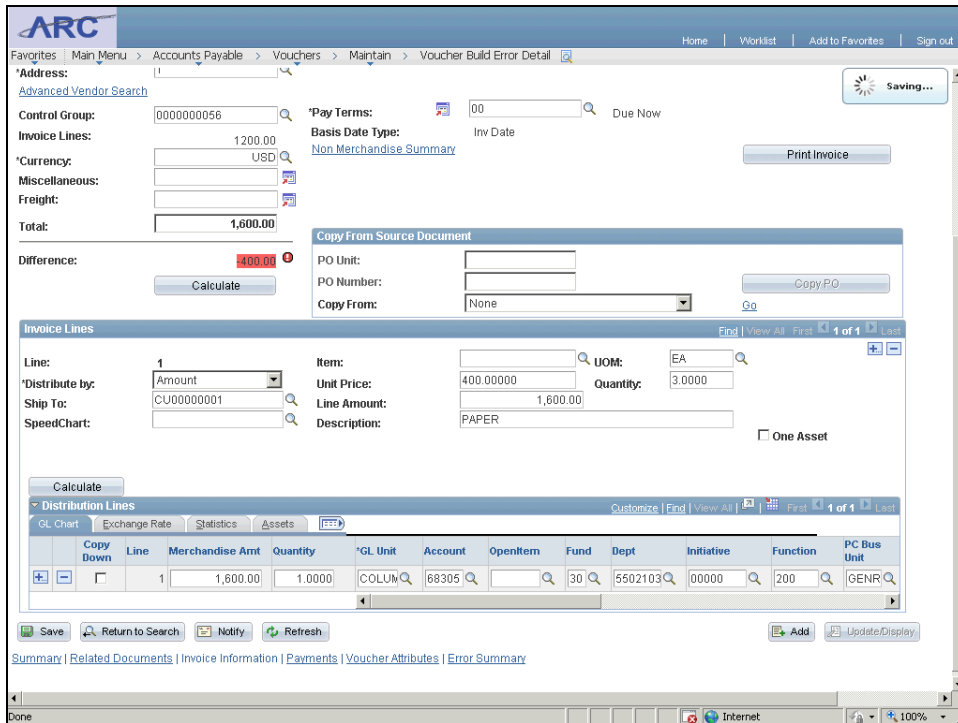 ARC
Home | Worklist | Add to Favorites | Sign out
Favorites Main Menu > Accounts Payable > Vouchers > Maintain > Voucher Build Error Detail
*Address: 1
Saving...
Advanced Vendor Search
Control Group: 0000000056 *Pay Terms: 00 Due Now
Invoice Lines: 1200.00 Basis Date Type: Inv Date
*Currency: USD Non Merchandise Summary Print Invoice
Miscellaneous:
Freight:
Total: 1,600.00
Copy From Source Document
Difference: -400.00 PO Unit:
Calculate PO Number: Copy PO
Copy From: None Go
Invoice Lines Find | View All First 1 of 1 Last
Line: 1 Item: UOM: EA
*Distribute by: Amount Unit Price: 400.00000 Quantity: 3.0000
Ship To: CU00000001 Line Amount: 1,600.00
SpeedChart: Description: PAPER
One Asset
Calculate
Distribution Lines Customize | Find | View All | First 1 of 1 Last
GL Chart Exchange Rate Statistics Assets
Copy Down Line Merchandise Amt Quantity *GL Unit Account OpenItem Fund Dept Initiative Function PC Bus Unit
1 1,600.00 1.0000 COLUM 68305 30 5502103 00000 200 GENR
Save Return to Search Notify Refresh Add Update/Display
Summary | Related Documents | Invoice Information | Payments | Voucher Attributes | Error Summary
Done Internet 100%